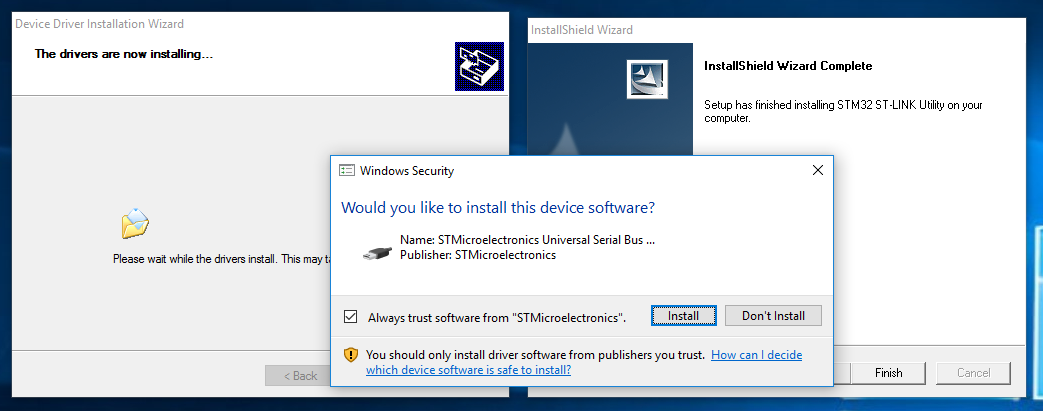 Device Driver Installation Wizard
The drivers are now installing...
Please wait while the drivers install. This may ta
< Back
InstallShield Wizard
InstallShield Wizard Complete
Setup has finished installing STM32 ST-LINK Utility on your
computer.
Finish
Cancel
Windows Security
Would you like to install this device software?
Name: STMicroelectronics Universal Serial Bus ...
Publisher: STMicroelectronics
Always trust software from "STMicroelectronics".
Install
Don't Install
You should only install driver software from publishers you trust. How can I decide
which device software is safe to install?